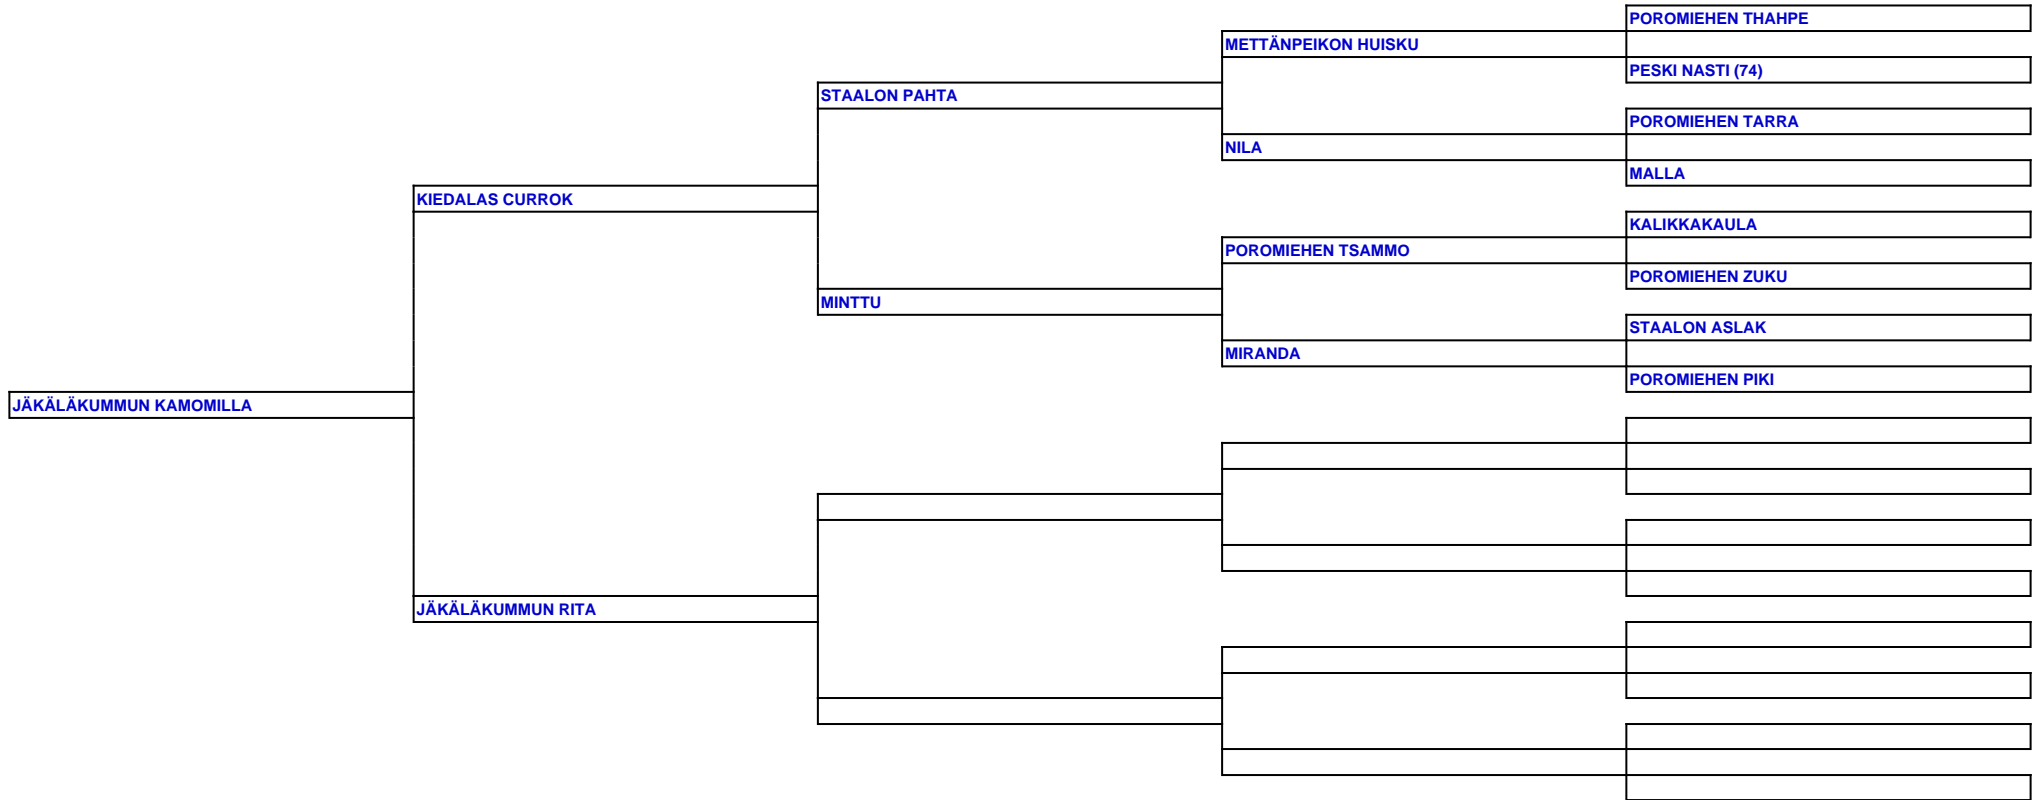 POROMIEHEN THAHPE
METTÄNPEIKON HUISKU
PESKI NASTI (74)
STAALON PAHTA
POROMIEHEN TARRA
NILA
MALLA
KIEDALAS CURROK
KALIKKAKAULA
POROMIEHEN TSAMMO
POROMIEHEN ZUKU
MINTTU
STAALON ASLAK
MIRANDA
POROMIEHEN PIKI
JÄKÄLÄKUMMUN KAMOMILLA
JÄKÄLÄKUMMUN RITA